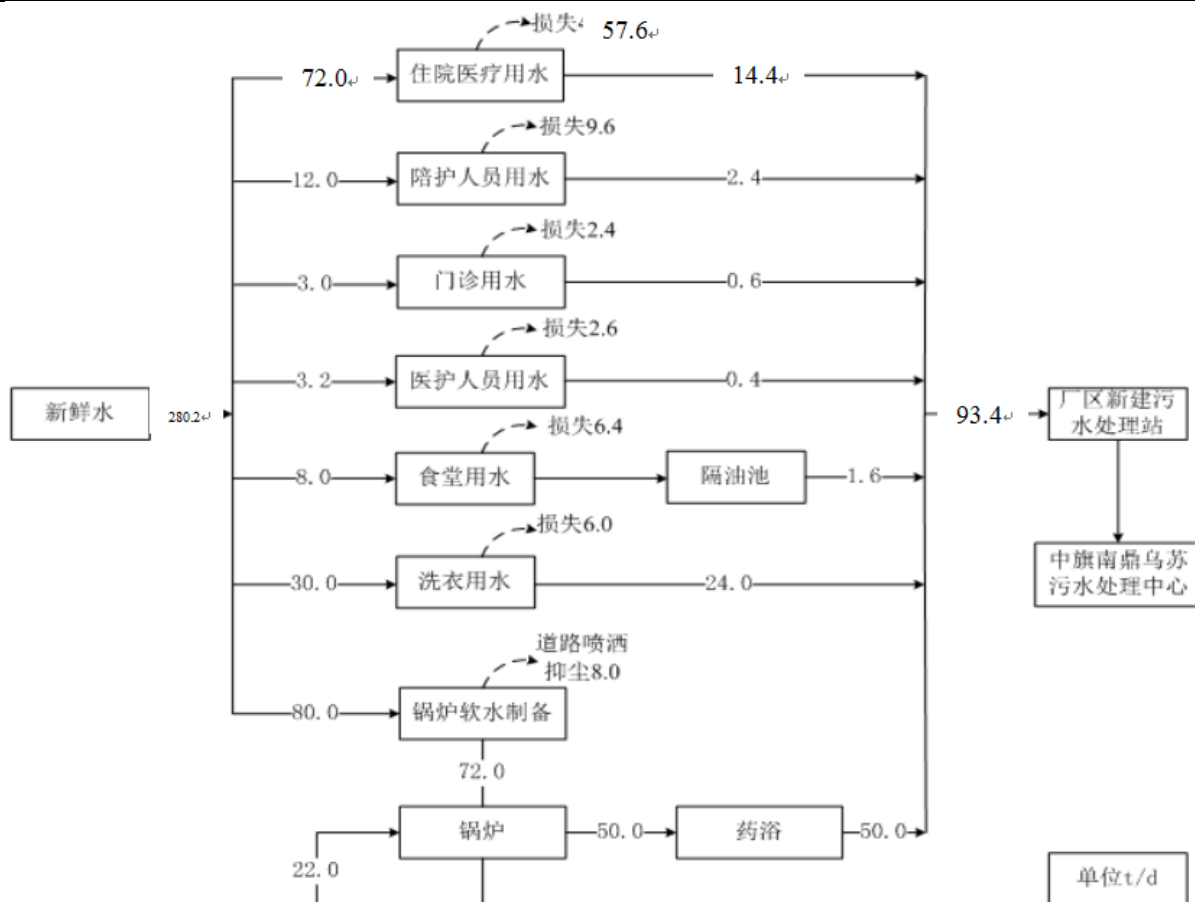 损失 57.6
72.0
住院医疗用水
14.4
损失9.6
12.0
陪护人员用水
2.4
损失2.4
3.0
门诊用水
0.6
损失2.6
3.2
医护人员用水
0.4
新鲜水
280.2
93.4
厂区新建污
水处理站
损失6.4
8.0
食堂用水
隔油池
1.6
损失6.0
30.0
洗衣用水
24.0
中旗南鼎乌苏
污水处理中心
道路喷洒
抑尘8.0
80.0
锅炉软水制备
72.0
锅炉
50.0
药浴
50.0
22.0
单位t/d